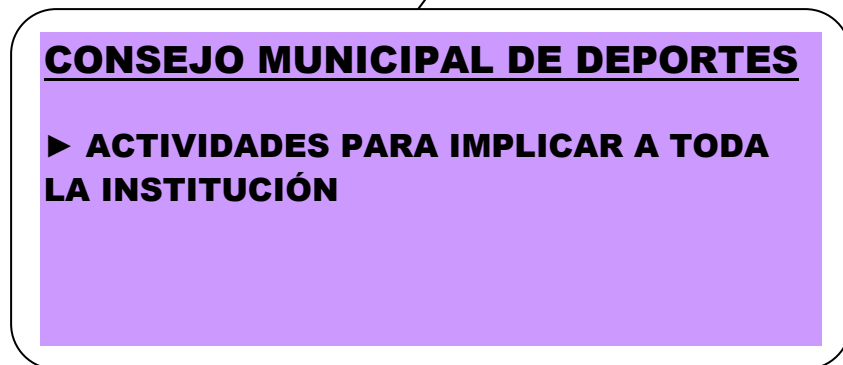 CONSEJO MUNICIPAL DE DEPORTES
► ACTIVIDADES PARA IMPLICAR A TODA
LA INSTITUCIÓN